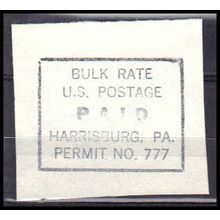 BULK RATE
U.S. POSTAGE
PAID
HARRISBURG, PA.
PERMIT NO. 777